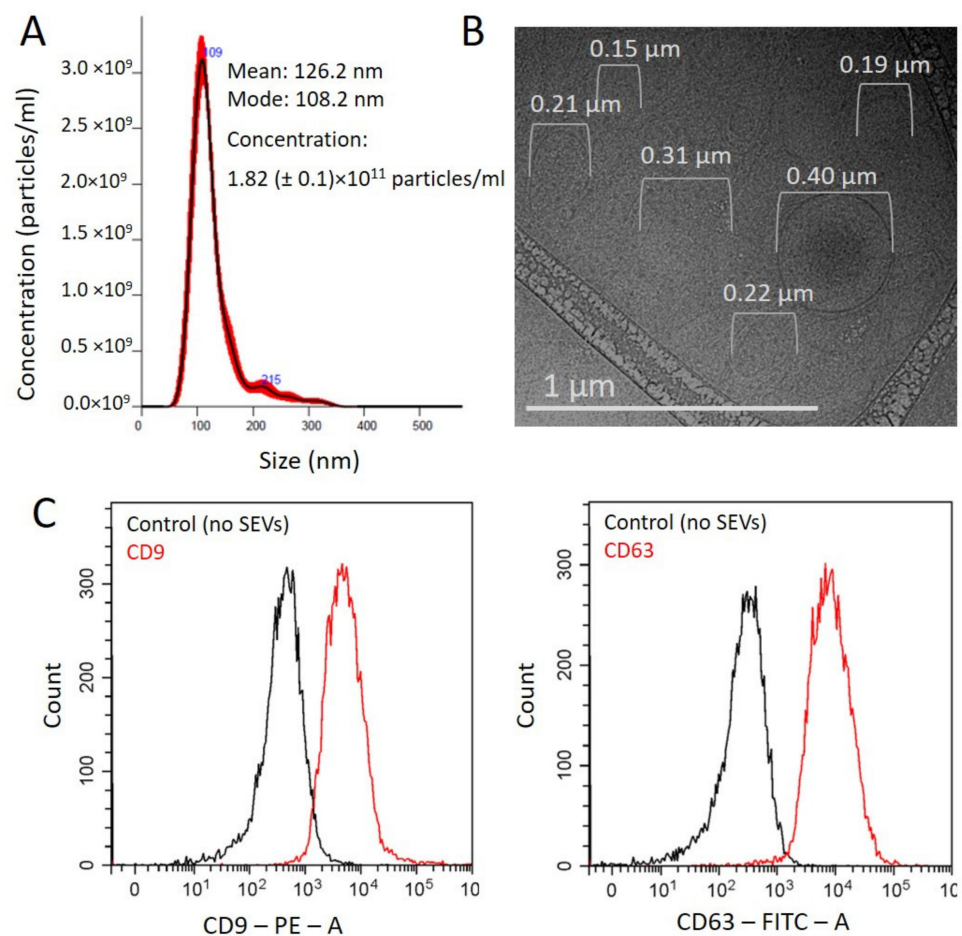 A
109
Mean: 126.2 nm
Mode: 108.2 nm
Concentration:
1.82 (± 0.1)×10¹¹ particles/ml
215
Concentration (particles/ml)
3.0 ×10⁹
2.5 ×10⁹
2.0×10⁹
1.5 ×10⁹
1.0 ×10⁹
0.5 ×10⁹
0.0×10⁹
0 100 200 300 400 500
Size (nm)
B
0.15 µm
0.19 µm
0.21 µm
0.31 µm
0.40 µm
0.22 µm
1 µm
C
Control (no SEVs)
CD9
Count
300
200
100
0
0 10¹ 10² 10³ 10⁴ 10⁵ 10
CD9 – PE – A
Control (no SEVs)
CD63
Count
300
200
100
0
0 10¹ 10² 10³ 10⁴ 10⁵ 10
CD63 – FITC – A